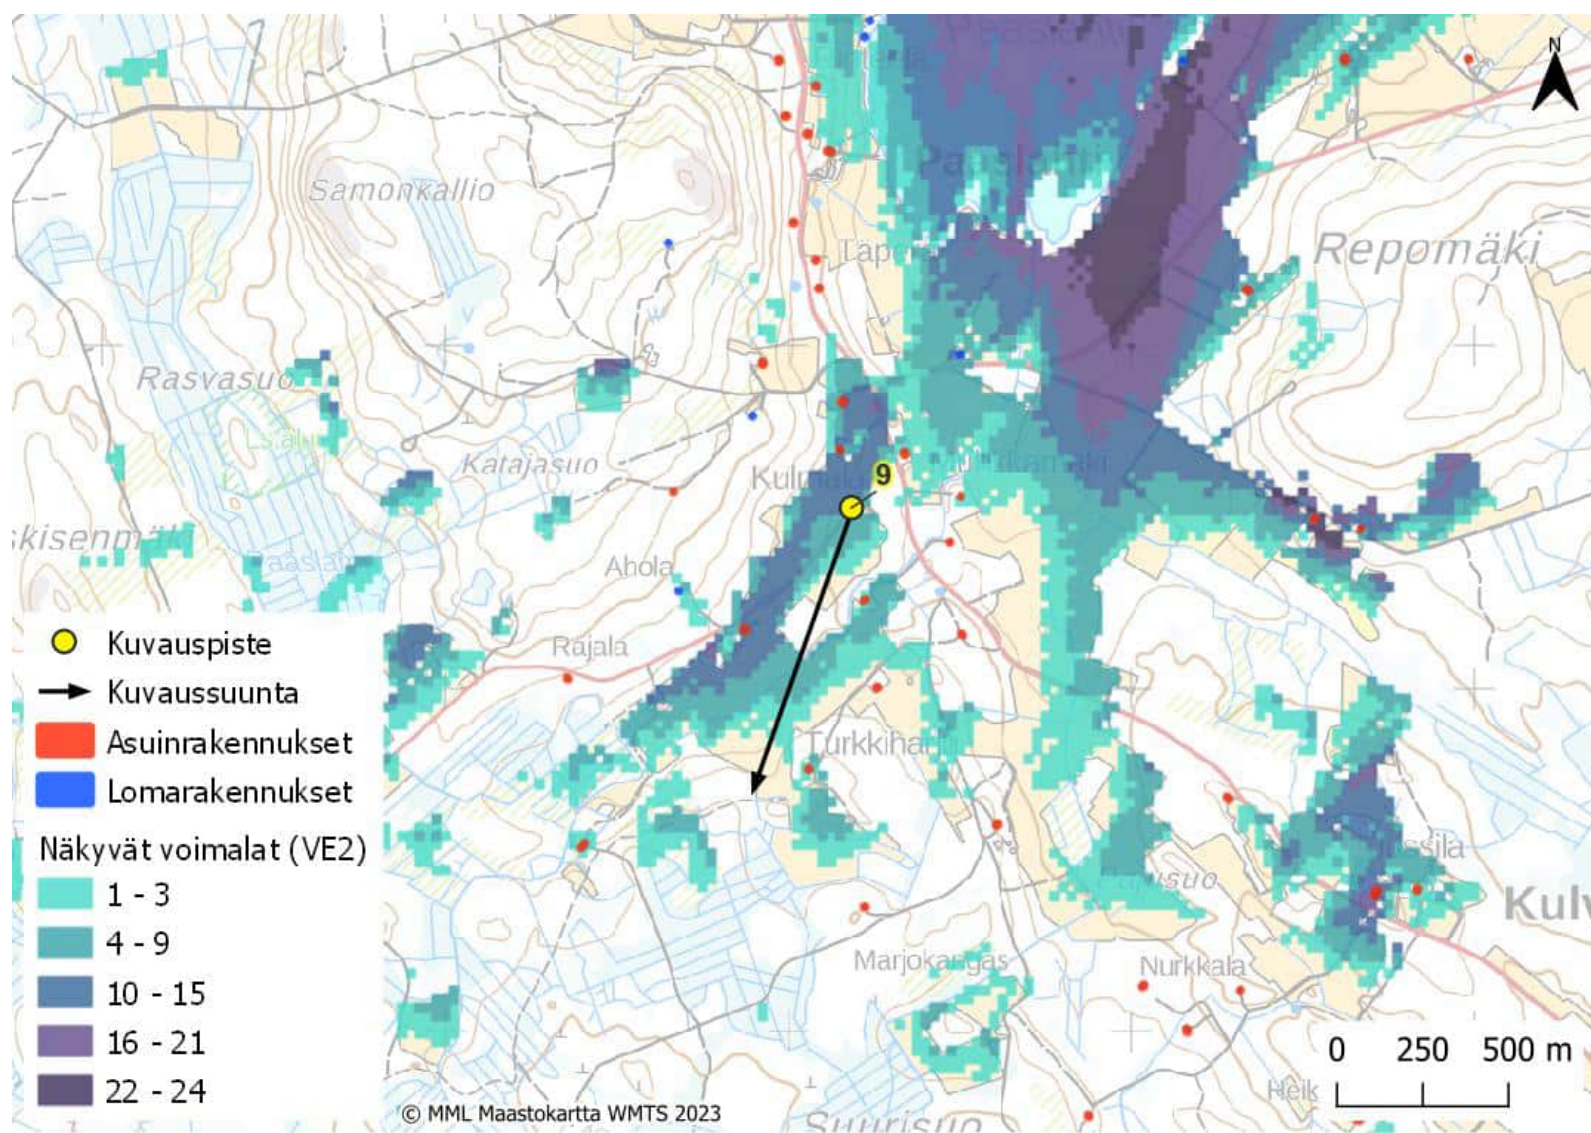 N
Samonkallio
Repomäki
Rasvasuo
Katajasuo
Kulmala
9
Ahola
Rajala
Turkkiharju
Marjokangas
Nurkkala
Suurisuo
Kuvauspiste
Kuvaussuunta
Asuinrakennukset
Lomarakennukset
Näkyvät voimalat (VE2)
1 - 3
4 - 9
10 - 15
16 - 21
22 - 24
0 250 500 m
© MML Maastokartta WMTS 2023